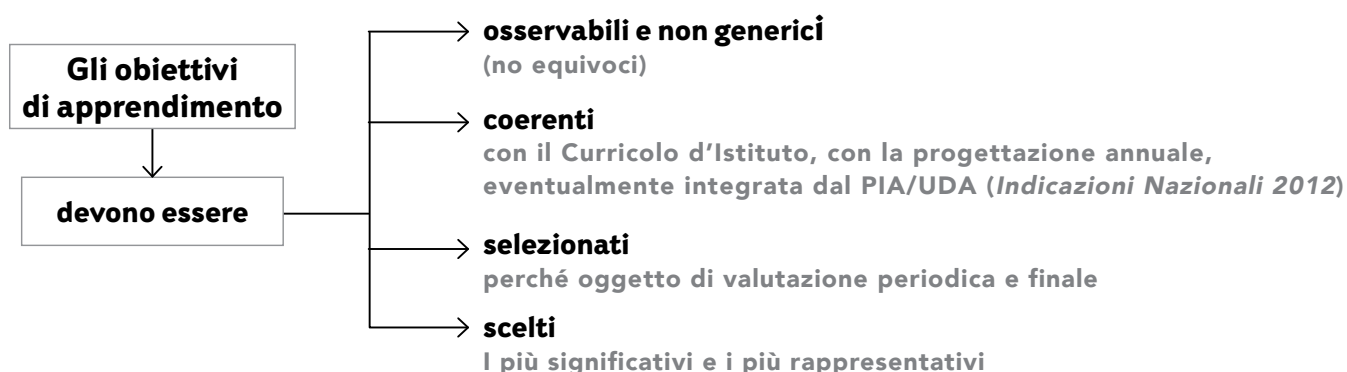 Gli obiettivi
di apprendimento
devono essere
osservabili e non generici
(no equivoci)
coerenti
con il Curricolo d'Istituto, con la progettazione annuale,
eventualmente integrata dal PIA/UDA (Indicazioni Nazionali 2012)
selezionati
perché oggetto di valutazione periodica e finale
scelti
I più significativi e i più rappresentativi